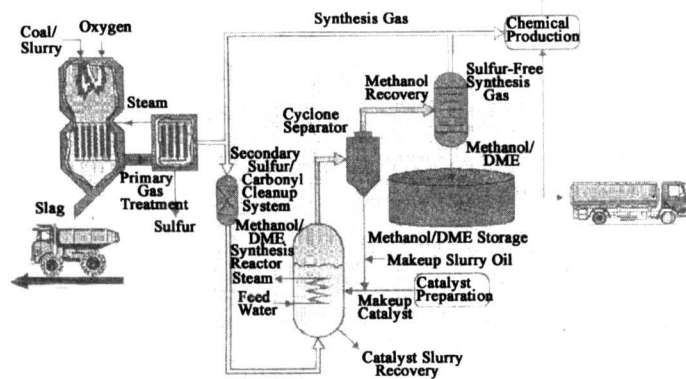 Synthesis Gas
Chemical
Production
Oxygen
Coal/
Slurry
Sulfur-Free
Synthesis
Gas
Methanol
Recovery
Cyclone
Separator
Steam
Methanol/
DME
Secondary
Sulfur/
Carbonyl
Cleanup
System
Primary
Gas
Treatment
Slag
Sulfur
Methanol/
DME
Synthesis
Reactor
Methanol/DME Storage
Makeup Slurry Oil
Steam
Feed
Water
Catalyst
Preparation
Makeup
Catalyst
Catalyst Slurry
Recovery